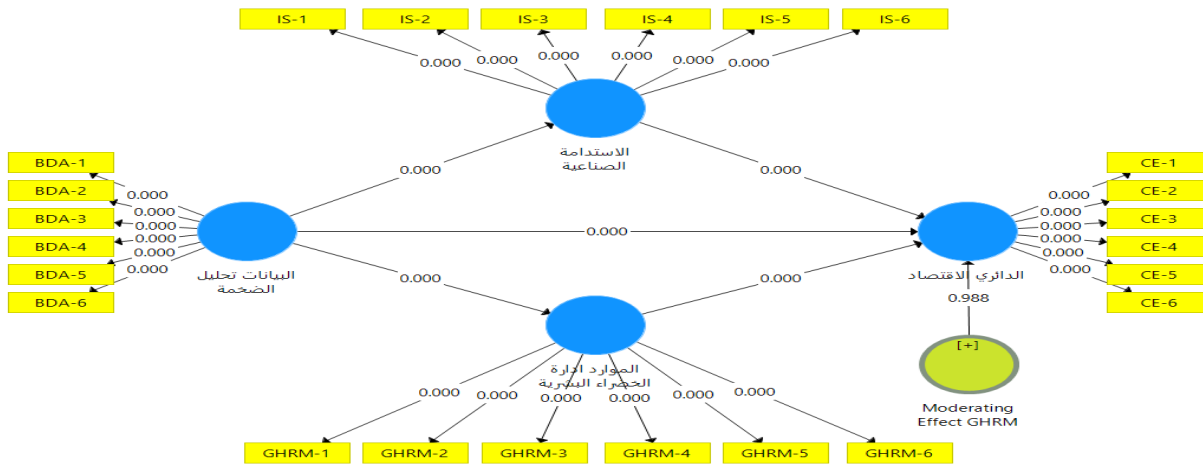 IS-1 IS-2 IS-3 IS-4 IS-5 IS-6
0.000 0.000 0.000 0.000 0.000 0.000
الاستدامة
الصناعية
BDA-1
BDA-2
BDA-3
BDA-4
BDA-5
BDA-6
0.000
0.000
0.000
0.000
0.000
0.000
البيانات تحليل
الضخمة
0.000
0.000
0.000
0.000
0.000
CE-1
CE-2
CE-3
CE-4
CE-5
CE-6
0.000
0.000
0.000
0.000
0.000
0.000
الدائري الاقتصاد
0.988
[+]
Moderating
Effect GHRM
الموارد ادارة
الخضراء البشرية
0.000 0.000 0.000 0.000 0.000 0.000
GHRM-1 GHRM-2 GHRM-3 GHRM-4 GHRM-5 GHRM-6